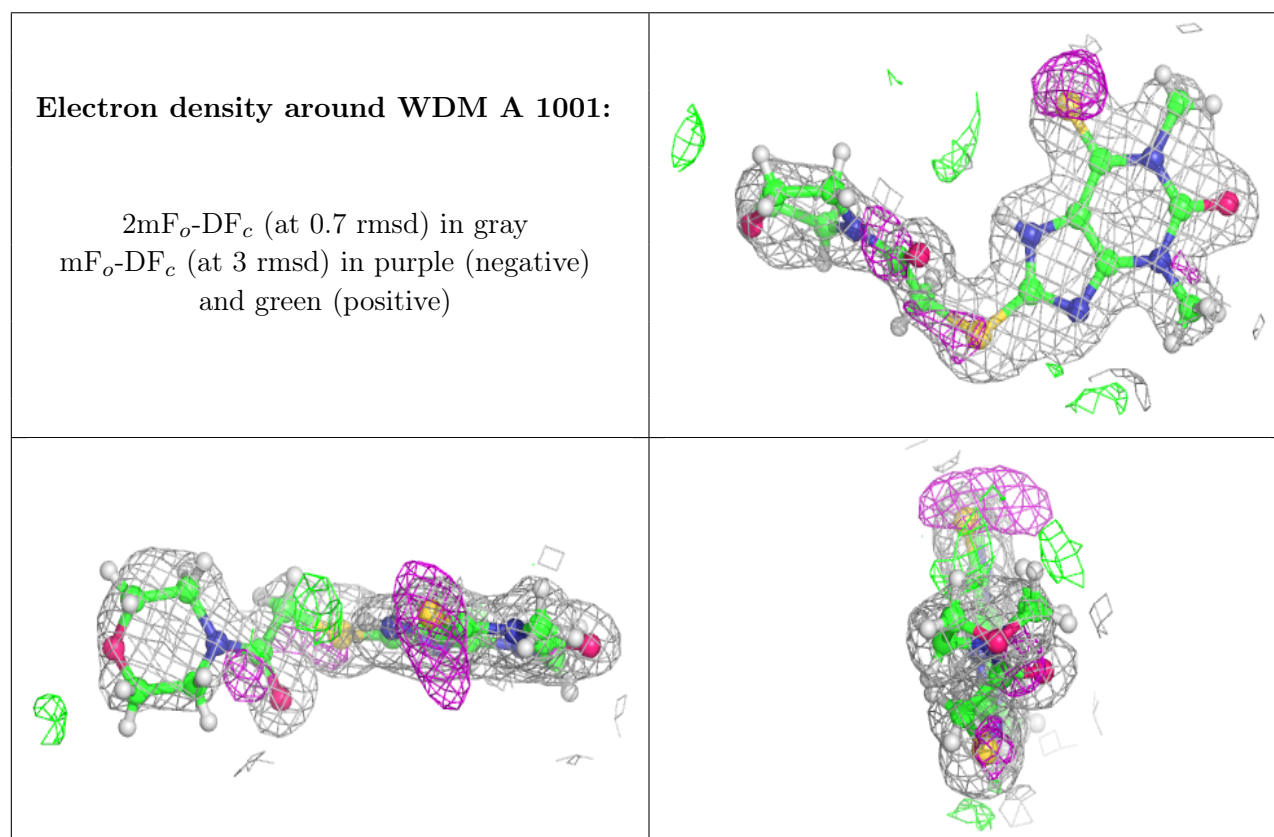 Electron density around WDM A 1001:
2mFo-DFc (at 0.7 rmsd) in gray
mFo-DFc (at 3 rmsd) in purple (negative)
and green (positive)